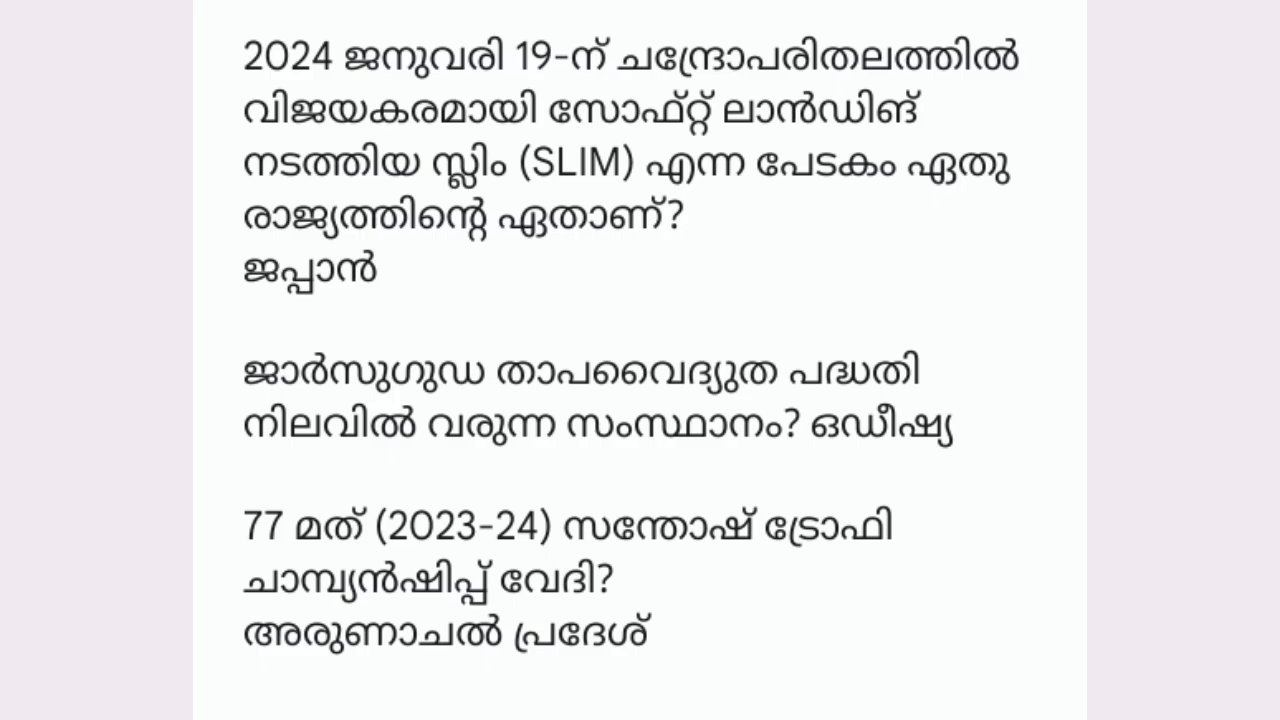 2024 ജനുവരി 19-ന് ചന്ദ്രോപരിതലത്തിൽ
വിജയകരമായി സോഫ്റ്റ് ലാൻഡിങ്
നടത്തിയ സ്ലിം (SLIM) എന്ന പേടകം ഏതു
രാജ്യത്തിന്റെ ഏതാണ്?
ജപ്പാൻ
ജാർസുഗുഡ താപവൈദ്യുത പദ്ധതി
നിലവിൽ വരുന്ന സംസ്ഥാനം? ഒഡീഷ്യ
77 മത് (2023-24) സന്തോഷ് ട്രോഫി
ചാമ്പ്യൻഷിപ്പ് വേദി?
അരുണാചൽ പ്രദേശ്